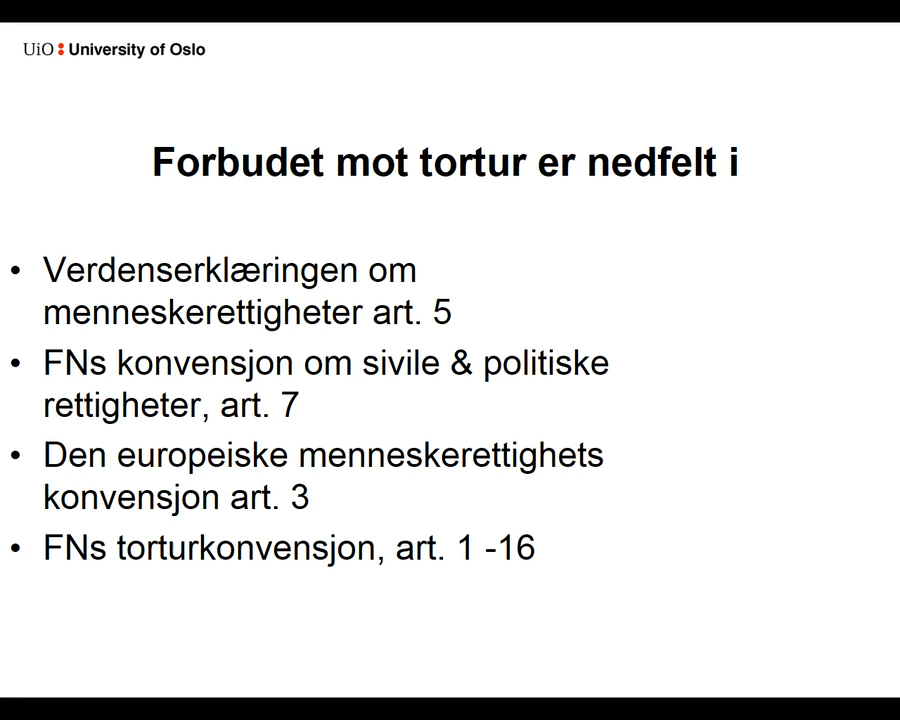 UiO : University of Oslo
Forbudet mot tortur er nedfelt i
• Verdenserklæringen om
menneskerettigheter art. 5
• FNs konvensjon om sivile & politiske
rettigheter, art. 7
• Den europeiske menneskerettighets
konvensjon art. 3
• FNs torturkonvensjon, art. 1 -16